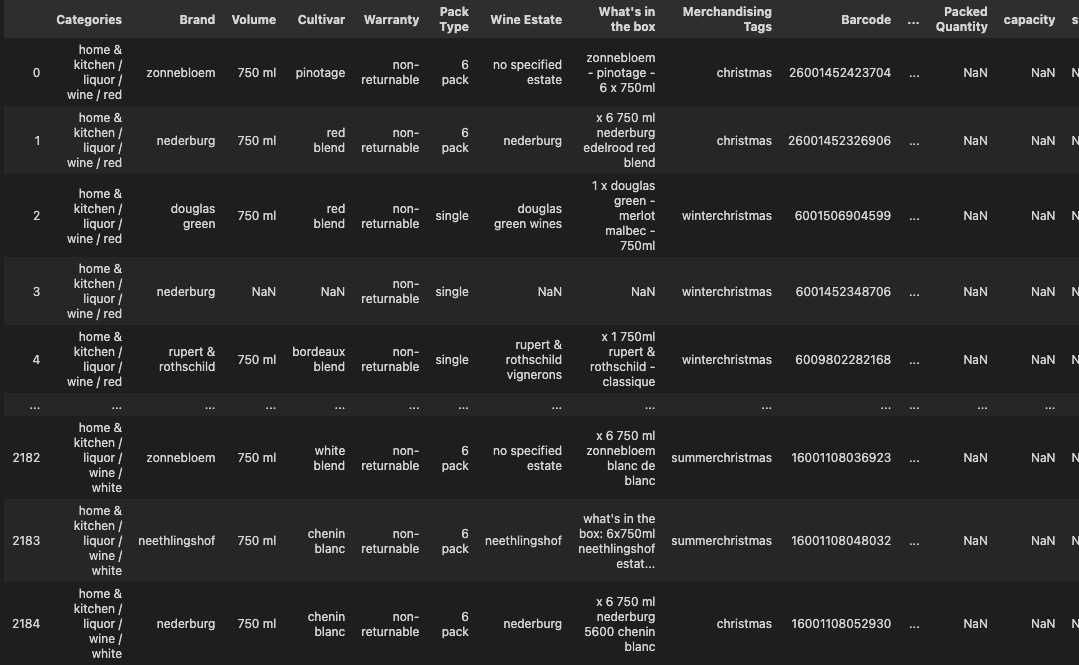 Categories Brand Volume Cultivar Warranty Pack Type Wine Estate What's in the box Merchandising Tags Barcode ... Packed Quantity capacity s
0 home & kitchen / liquor / wine / red zonnebloem 750 ml pinotage non-returnable 6 pack no specified estate zonnebloem - pinotage - 6 x 750ml christmas 26001452423704 ... NaN NaN N
1 home & kitchen / liquor / wine / red nederburg 750 ml red blend non-returnable 6 pack nederburg x 6 750 ml nederburg edelrood red blend christmas 26001452326906 ... NaN NaN N
2 home & kitchen / liquor / wine / red douglas green 750 ml red blend non-returnable single douglas green wines 1 x douglas green - merlot malbec - 750ml winterchristmas 6001506904599 ... NaN NaN N
3 home & kitchen / liquor / wine / red nederburg NaN NaN non-returnable single NaN NaN winterchristmas 6001452348706 ... NaN NaN N
4 home & kitchen / liquor / wine / red rupert & rothschild 750 ml bordeaux blend non-returnable single rupert & rothschild vignerons x 1 750ml rupert & rothschild - classique winterchristmas 6009802282168 ... NaN NaN N
... ... ... ... ... ... ... ... ... ... ... ... ... ...
2182 home & kitchen / liquor / wine / white zonnebloem 750 ml white blend non-returnable 6 pack no specified estate x 6 750 ml zonnebloem blanc de blanc summerchristmas 16001108036923 ... NaN NaN N
2183 home & kitchen / liquor / wine / white neethlingshof 750 ml chenin blanc non-returnable 6 pack neethlingshof what's in the box: 6x750ml neethlingshof estat... summerchristmas 16001108048032 ... NaN NaN N
2184 home & kitchen / liquor / wine / white nederburg 750 ml chenin blanc non-returnable 6 pack nederburg x 6 750 ml nederburg 5600 chenin blanc christmas 16001108052930 ... NaN NaN N